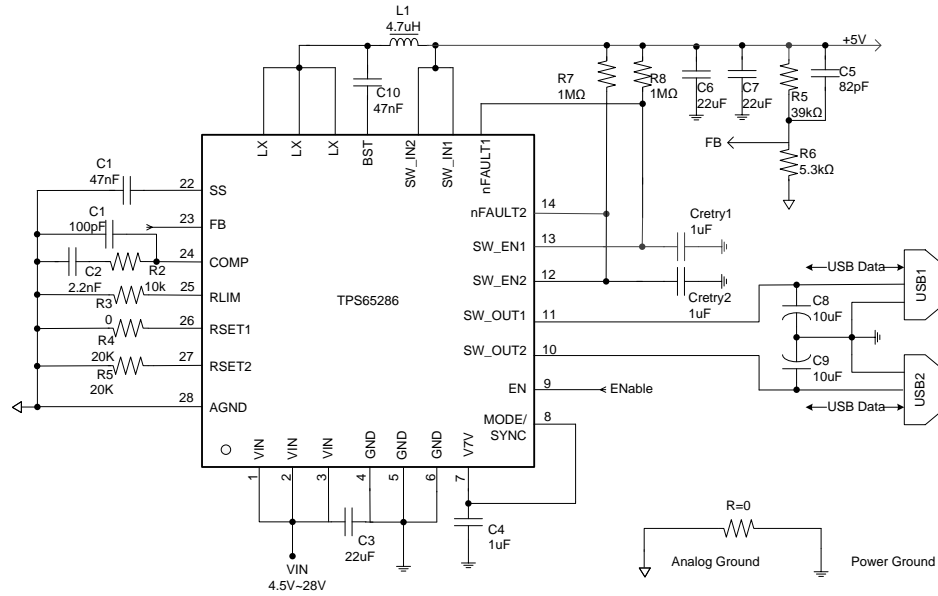 L1
4.7uH
+5V
C10
47nF
R7
1MΩ
R8
1MΩ
C6
22uF
C7
22uF
R5
39kΩ
C5
82pF
FB
R6
5.3kΩ
LX
LX
LX
BST
SW_IN2
SW_IN1
nFAULT1
C1
47nF
22
SS
C1
100pF
23
FB
C2
2.2nF
R2
10k
24
COMP
25
RLIM
R3
0
26
RSET1
R4
20K
27
RSET2
R5
20K
28
AGND
TPS65286
nFAULT2
14
SW_EN1
13
SW_EN2
12
SW_OUT1
11
SW_OUT2
10
EN
9
ENable
MODE/
SYNC
8
Cretry1
1uF
Cretry2
1uF
USB Data
USB1
C8
10uF
C9
10uF
USB2
USB Data
VIN
VIN
VIN
GND
GND
GND
V7V
1
2
3
4
5
6
7
C3
22uF
C4
1uF
VIN
4.5V~28V
R=0
Analog Ground
Power Ground